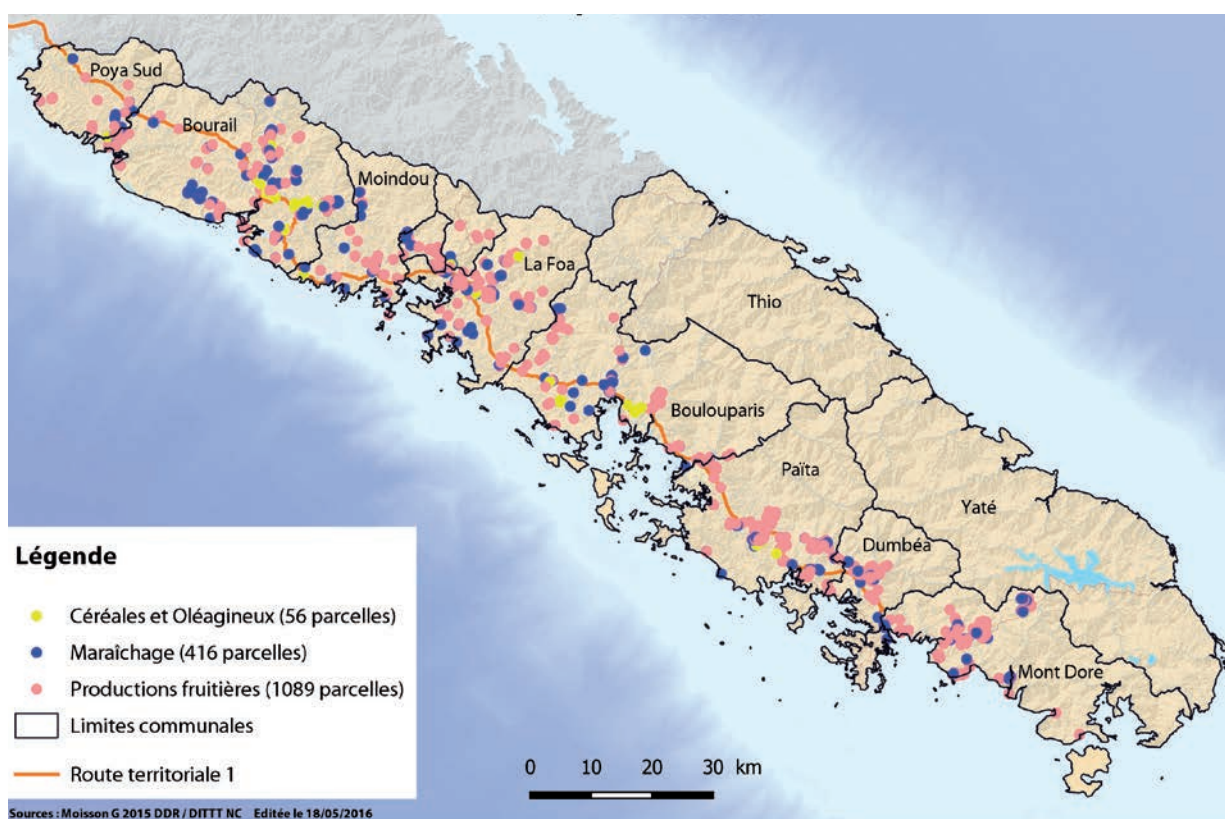 Poya Sud
Bourail
Moindou
La Foa
Thio
Boulouparis
Païta
Yaté
Dumbéa
Mont Dore
Légende
Céréales et Oléagineux (56 parcelles)
Maraîchage (416 parcelles)
Productions fruitières (1089 parcelles)
Limites communales
Route territoriale 1
0 10 20 30 km
Sources : Moisson G 2015 DDR / DITTT NC Editée le 18/05/2016